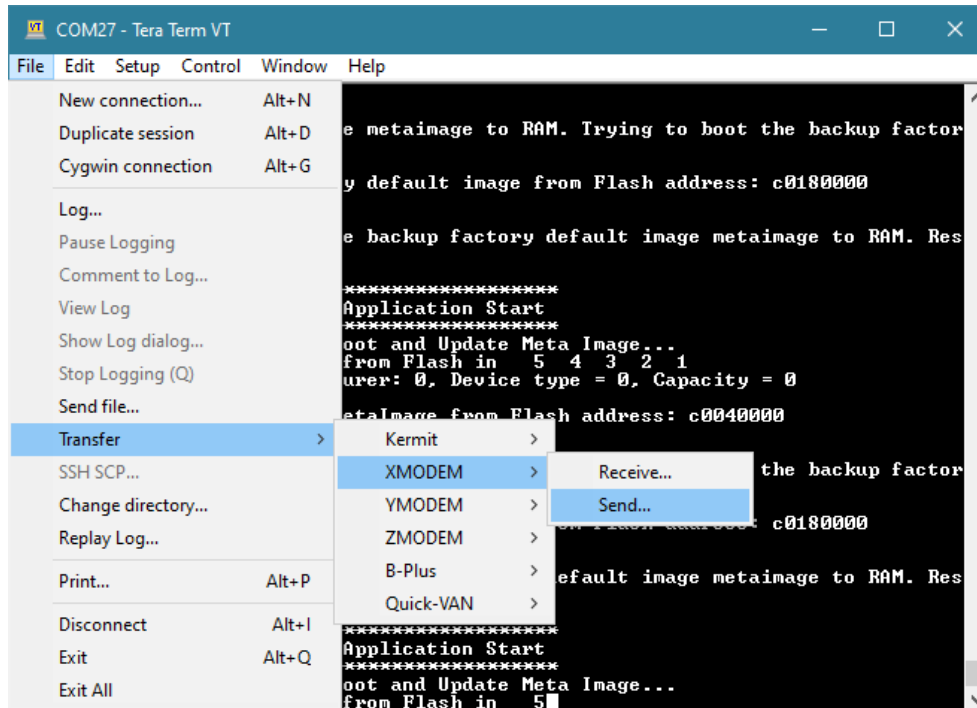 COM27 - Tera Term VT
File Edit Setup Control Window Help
New connection... Alt+N
Duplicate session Alt+D
Cygwin connection Alt+G
Log...
Pause Logging
Comment to Log...
View Log
Show Log dialog...
Stop Logging (Q)
Send file...
Transfer
SSH SCP...
Change directory...
Replay Log...
Print... Alt+P
Disconnect Alt+I
Exit Alt+Q
Exit All
Kermit
XMODEM
YMODEM
ZMODEM
B-Plus
Quick-VAN
Receive...
Send...
e metaimage to RAM. Trying to boot the backup factor
y default image from Flash address: c0180000
e backup factory default image metaimage to RAM. Res
******************
Application Start
******************
oot and Update Meta Image...
from Flash in 5 4 3 2 1
urer: 0, Device type = 0, Capacity = 0
etaImage from Flash address: c0040000
the backup factor
c0180000
efault image metaimage to RAM. Res
******************
Application Start
******************
oot and Update Meta Image...
from Flash in 5